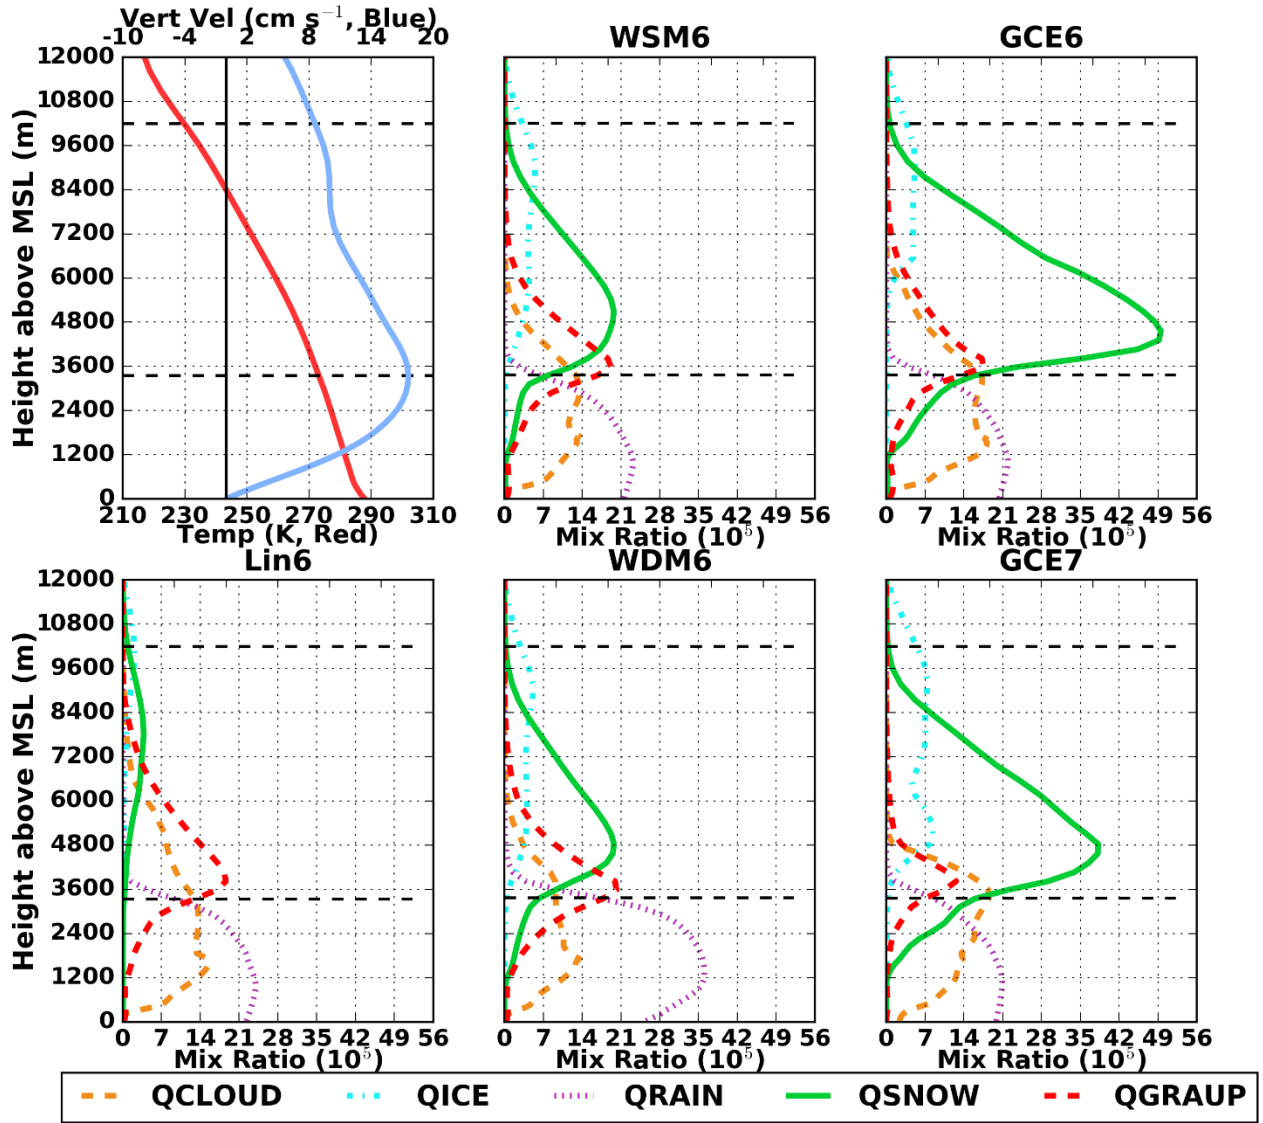 Vert Vel (cm s⁻¹, Blue)
-10 -4 2 8 14 20
WSM6
GCE6
Height above MSL (m)
12000
10800
9600
8400
7200
6000
4800
3600
2400
1200
0
210 230 250 270 290 310
Temp (K, Red)
0 7 14 21 28 35 42 49 56
Mix Ratio (10⁵)
0 7 14 21 28 35 42 49 56
Mix Ratio (10⁵)
Lin6
WDM6
GCE7
Height above MSL (m)
12000
10800
9600
8400
7200
6000
4800
3600
2400
1200
0
0 7 14 21 28 35 42 49 56
Mix Ratio (10⁵)
0 7 14 21 28 35 42 49 56
Mix Ratio (10⁵)
0 7 14 21 28 35 42 49 56
Mix Ratio (10⁵)
QCLOUD QICE QRAIN QSNOW QGRAUP